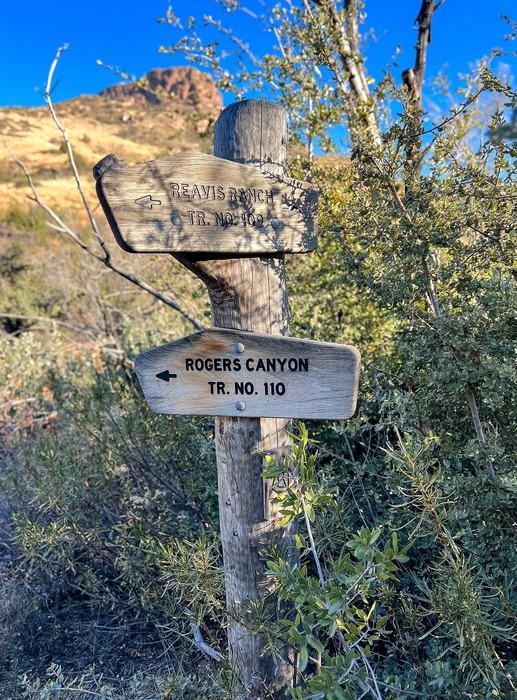 REAVIS RANCH
TR. NO. 109
ROGERS CANYON
TR. NO. 110